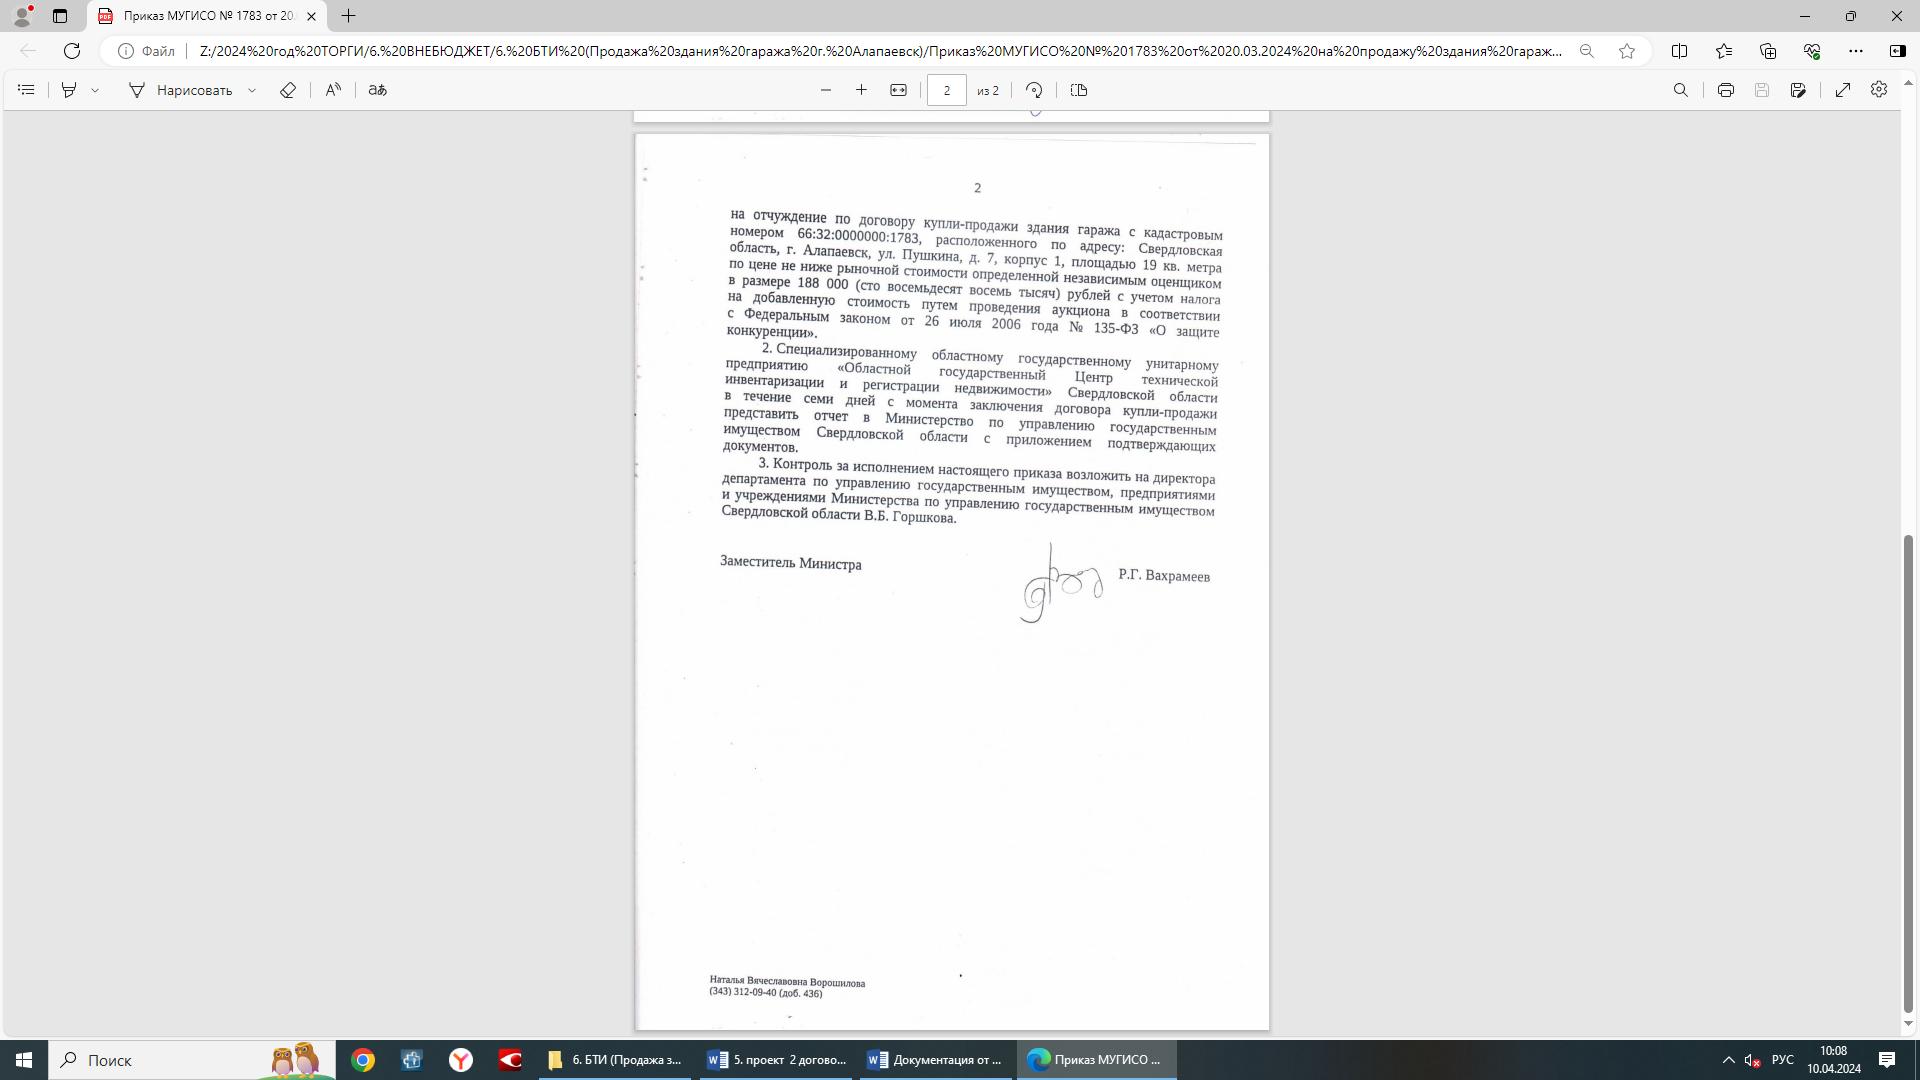 Приказ МУГИСО № 1783 от 20.
Файл
Z:/2024%20год%20ТОРГИ/6.%20ВНЕБЮДЖЕТ/6.%20БТИ%20(Продажа%20здания%20гаража%20г.%20Алапаевск)/Приказ%20МУГИСО%20№%201783%20от%2020.03.2024%20на%20продажу%20здания%20гараж...
Нарисовать
аあ
2
из 2
2
на отчуждение по договору купли-продажи здания гаража с кадастровым
номером 66:32:0000000:1783, расположенного по адресу: Свердловская
область, г. Алапаевск, ул. Пушкина, д. 7, корпус 1, площадью 19 кв. метра
по цене не ниже рыночной стоимости определенной независимым оценщиком
в размере 188 000 (сто восемьдесят восемь тысяч) рублей с учетом налога
на добавленную стоимость путем проведения аукциона в соответствии
с Федеральным законом от 26 июля 2006 года № 135-ФЗ «О защите
конкуренции».
2. Специализированному областному государственному унитарному
предприятию «Областной государственный Центр технической
инвентаризации и регистрации недвижимости» Свердловской области
в течение семи дней с момента заключения договора купли-продажи
представить отчет в Министерство по управлению государственным
имуществом Свердловской области с приложением подтверждающих
документов.
3. Контроль за исполнением настоящего приказа возложить на директора
департамента по управлению государственным имуществом, предприятиями
и учреждениями Министерства по управлению государственным имуществом
Свердловской области В.Б. Горшкова.
Заместитель Министра
Р.Г. Вахрамеев
Наталья Вячеславовна Ворошилова
(343) 312-09-40 (доб. 436)
Поиск
6. БТИ (Продажа з...
5. проект 2 догово...
Документация от ...
Приказ МУГИСО ...
РУС
10:08
10.04.2024